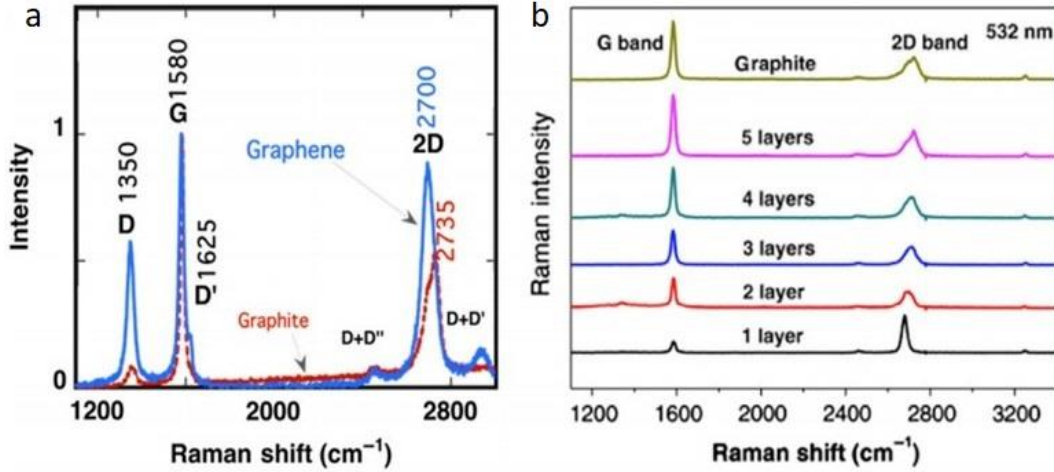 a
Intensity
1
0
D 1350
G 1580
D' 1625
Graphene
Graphite
2700
2D
2735
D+D"
D+D'
1200
2000
2800
Raman shift (cm⁻¹)
b
G band
2D band
532 nm
Graphite
5 layers
4 layers
3 layers
2 layer
1 layer
Raman intensity
1200
1600
2000
2400
2800
3200
Raman shift (cm⁻¹)